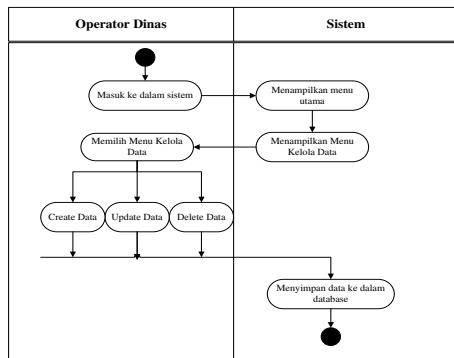 Operator Dinas
Sistem
Masuk ke dalam sistem
Menampilkan menu
utama
Memilih Menu Kelola
Data
Menampilkan Menu
Kelola Data
Create Data
Update Data
Delete Data
Menyimpan data ke dalam
database